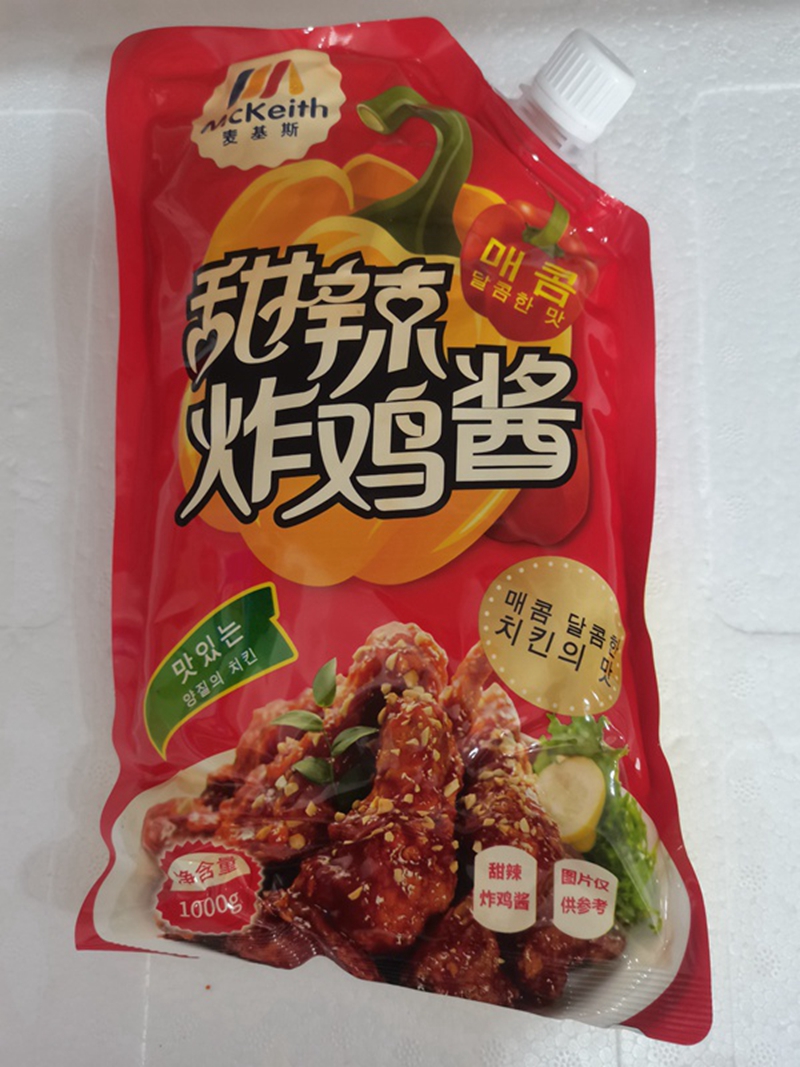 McKeith
麦基斯
매콤
달콤한 맛
甜辣
炸鸡酱
매콤 달콤한
치킨의 맛
맛있는
양질의 치킨
净含量
1000g
甜辣
炸鸡酱
图片仅
供参考